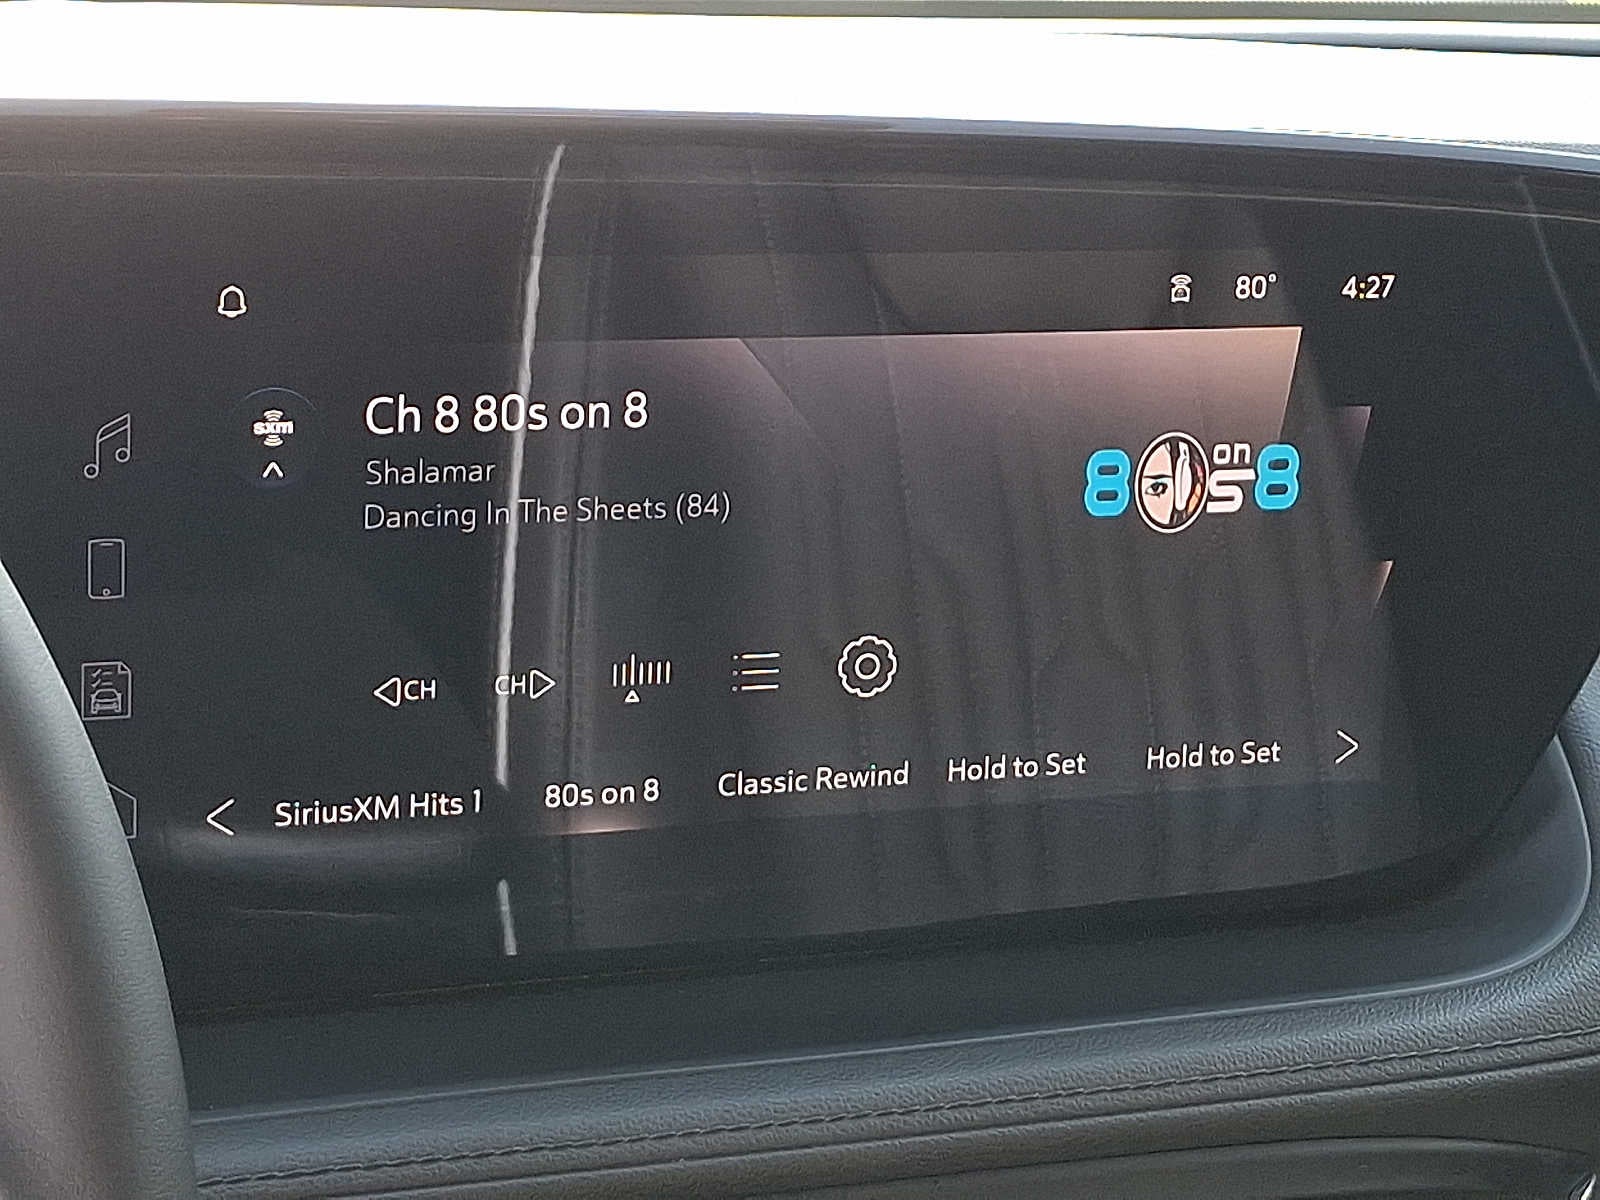 80° 4:27
sxm
Ch 8 80s on 8
Shalamar
Dancing In The Sheets (84)
80s on 8
CH CH
SiriusXM Hits 1 80s on 8 Classic Rewind Hold to Set Hold to Set